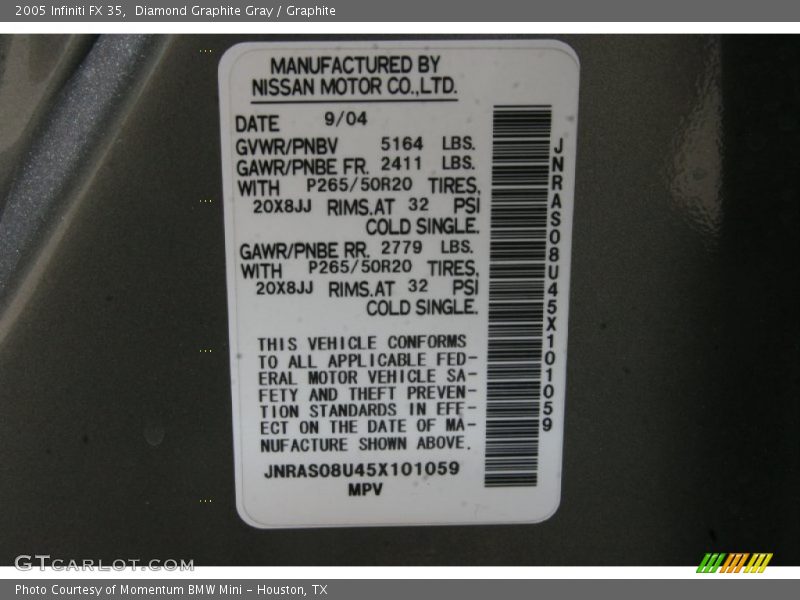 2005 Infiniti FX 35,  Diamond Graphite Gray / Graphite
MANUFACTURED BY
NISSAN MOTOR CO.,LTD.
DATE 9/04
GVWR/PNBV 5164 LBS.
GAWR/PNBE FR. 2411 LBS.
WITH P265/50R20 TIRES,
20X8JJ RIMS.AT 32 PSI
COLD SINGLE.
GAWR/PNBE RR. 2779 LBS.
WITH P265/50R20 TIRES,
20X8JJ RIMS.AT 32 PSI
COLD SINGLE.
THIS VEHICLE CONFORMS
TO ALL APPLICABLE FED-
ERAL MOTOR VEHICLE SA-
FETY AND THEFT PREVEN-
TION STANDARDS IN EFF-
ECT ON THE DATE OF MA-
NUFACTURE SHOWN ABOVE.
JNRAS08U45X101059
MPV
JNRAS08U45X101059
GTCARLOT.COM
Photo Courtesy of Momentum BMW Mini - Houston, TX